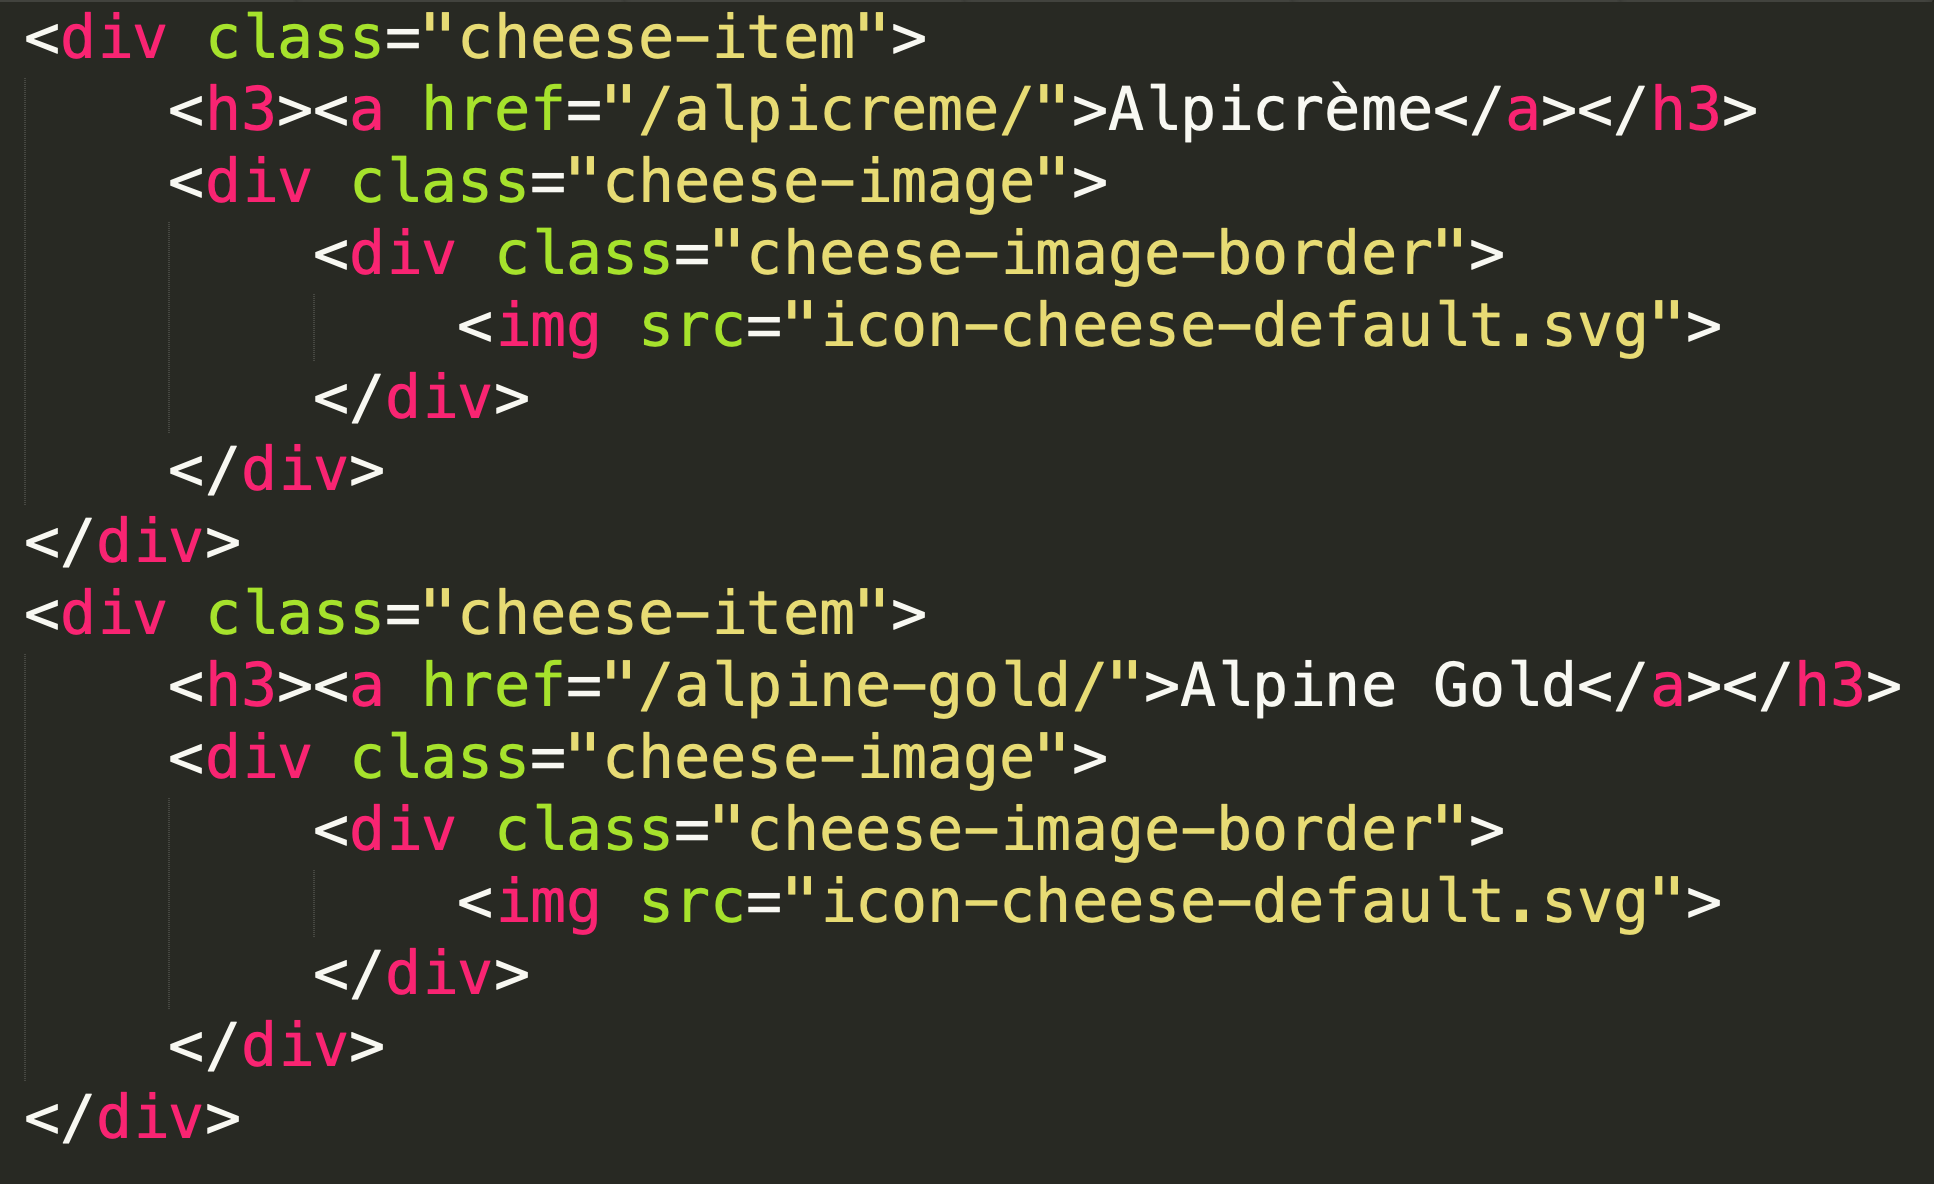 <div class="cheese-item">
    <h3><a href="/alpicreme/">Alpicrème</a></h3>
    <div class="cheese-image">
        <div class="cheese-image-border">
            <img src="icon-cheese-default.svg">
        </div>
    </div>
</div>
<div class="cheese-item">
    <h3><a href="/alpine-gold/">Alpine Gold</a></h3>
    <div class="cheese-image">
        <div class="cheese-image-border">
            <img src="icon-cheese-default.svg">
        </div>
    </div>
</div>